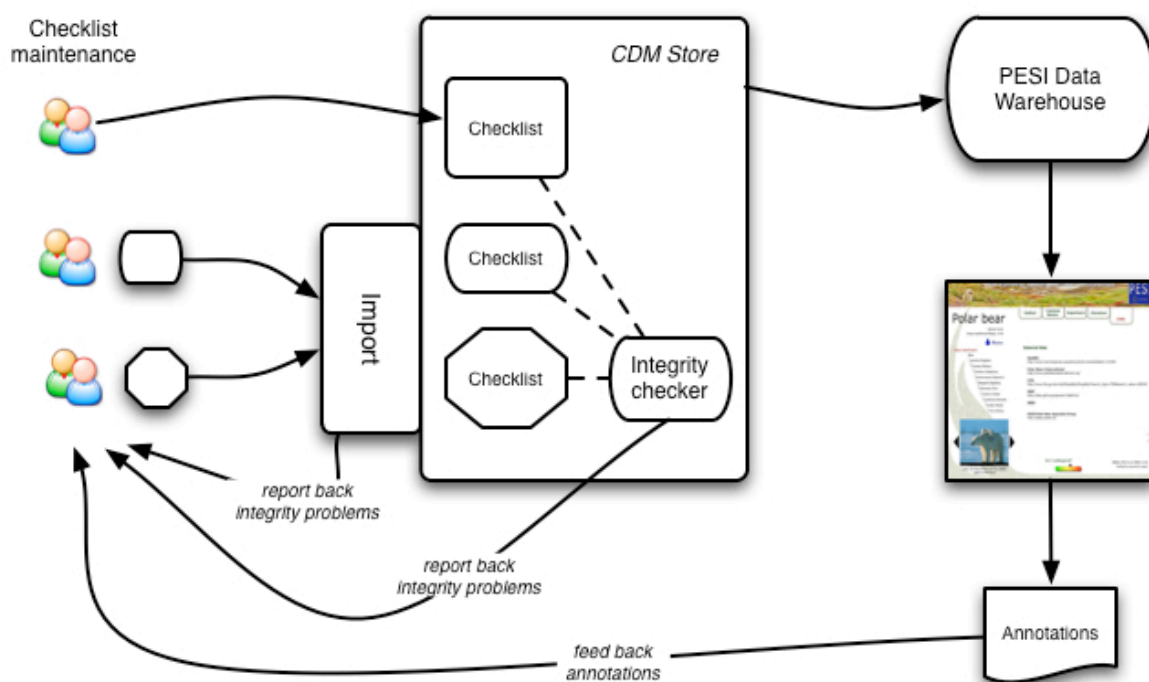 Checklist
maintenance
CDM Store
PESI Data
Warehouse
Checklist
Checklist
Import
Checklist
Integrity
checker
Polar bear
PES
report back
integrity problems
report back
integrity problems
Annotations
feed back
annotations